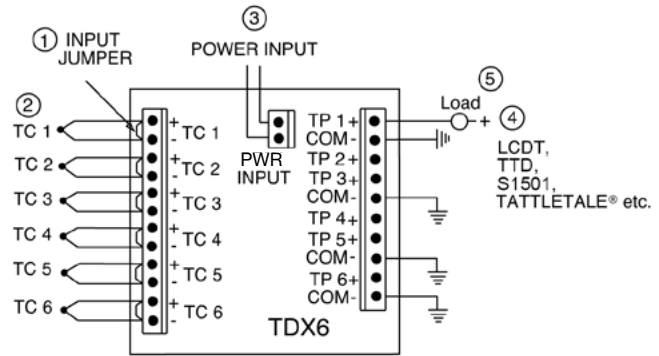 ① INPUT
JUMPER
③
POWER INPUT
②
TC 1
TC 2
TC 3
TC 4
TC 5
TC 6
+
-
TC 1
+
-
TC 2
+
-
TC 3
+
-
TC 4
+
-
TC 5
+
-
TC 6
PWR
INPUT
TP 1+
COM-
TP 2+
TP 3+
COM-
TP 4+
TP 5+
COM-
TP 6+
COM-
TDX6
⑤
Load
+ ④
LCDT,
TTD,
S1501,
TATTLETALE® etc.